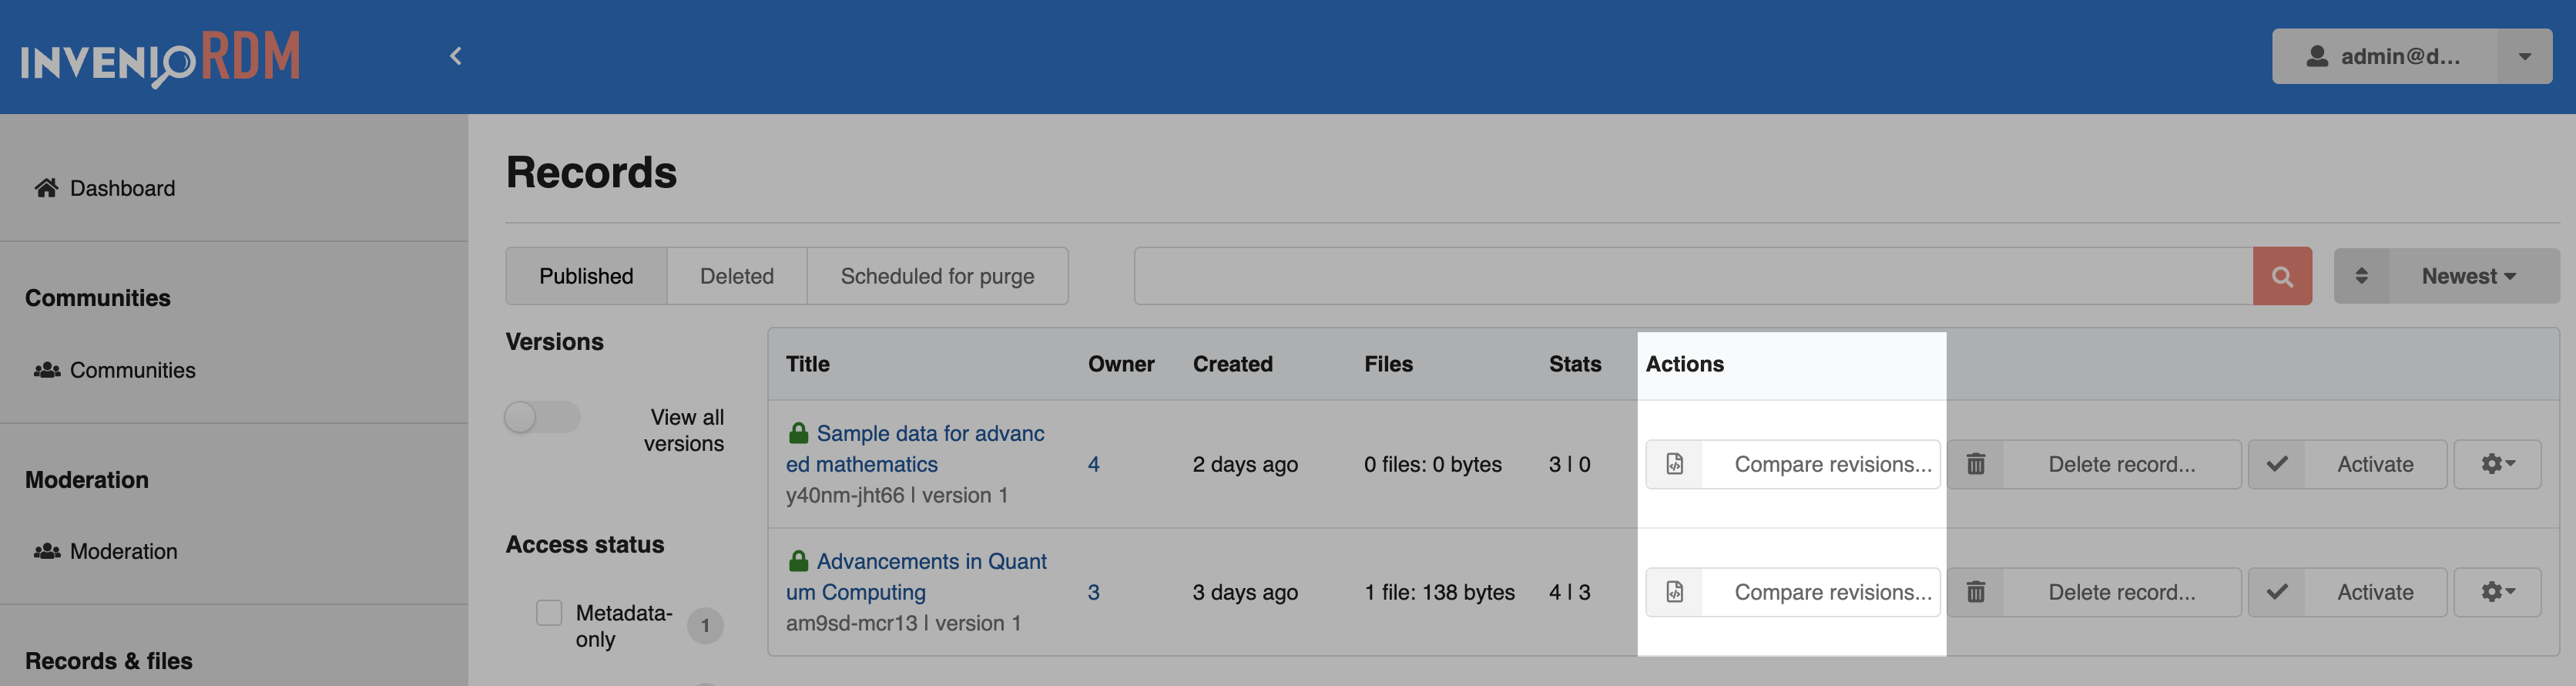 INVENIO RDM
admin@d...
Dashboard
Communities
Communities
Moderation
Moderation
Records & files
Records
Published Deleted Scheduled for purge
Newest
Versions
View all
versions
Access status
Metadata-
only
1
Title Owner Created Files Stats Actions
Sample data for advanc
ed mathematics
y40nm-jht66 | version 1
4 2 days ago 0 files: 0 bytes 3 | 0 Compare revisions... Delete record... Activate
Advancements in Quant
um Computing
am9sd-mcr13 | version 1
3 3 days ago 1 file: 138 bytes 4 | 3 Compare revisions... Delete record... Activate